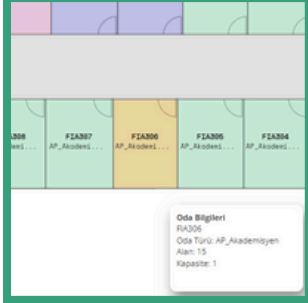 FIA307 FIA306 FIA305 FIA304
AP_Akademi... AP_Akademi... AP_Akademi... AP_Akademi...
Oda Bilgileri
FIA306
Oda Türü: AP_Akademisyen
Alan: 15
Kapasite: 1